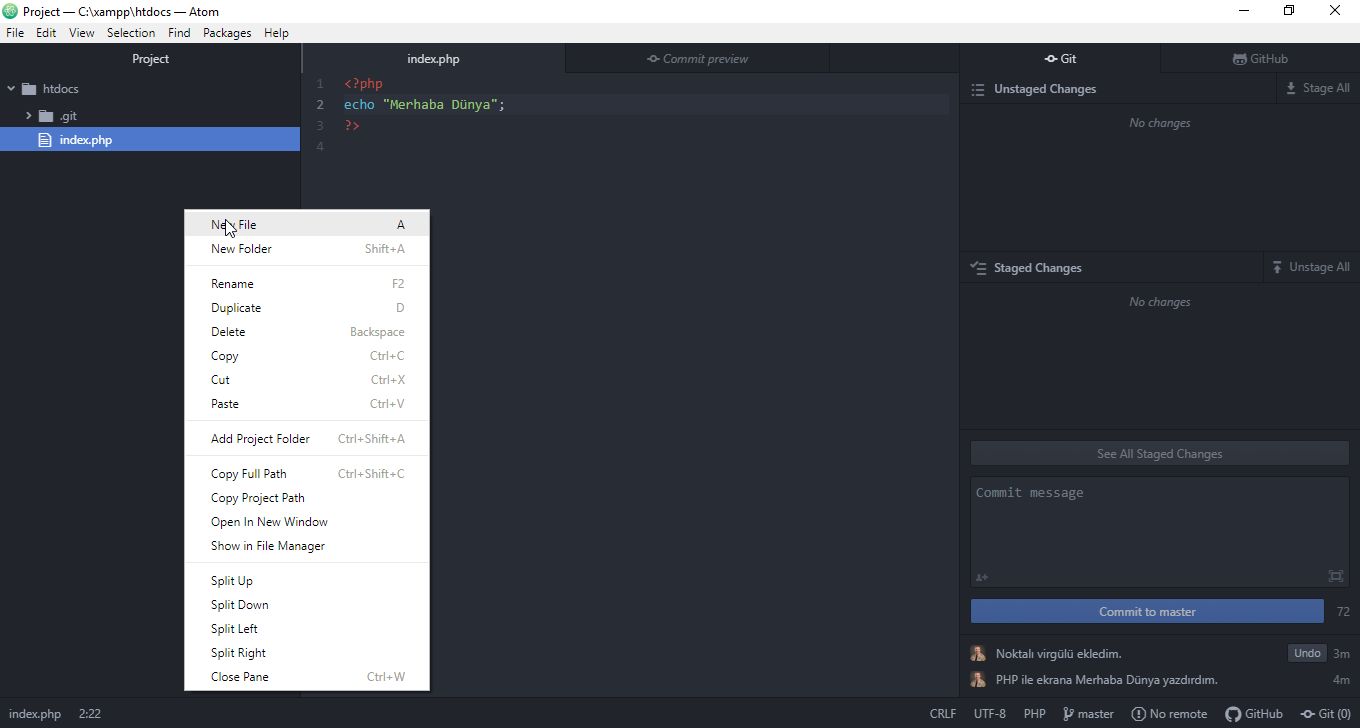 Project — C:\xampp\htdocs — Atom
File Edit View Selection Find Packages Help
Project
htdocs
.git
index.php
index.php
Commit preview
1 <?php
2 echo "Merhaba Dünya";
3 ?>
4
New File A
New Folder Shift+A
Rename F2
Duplicate D
Delete Backspace
Copy Ctrl+C
Cut Ctrl+X
Paste Ctrl+V
Add Project Folder Ctrl+Shift+A
Copy Full Path Ctrl+Shift+C
Copy Project Path
Open In New Window
Show in File Manager
Split Up
Split Down
Split Left
Split Right
Close Pane Ctrl+W
Git
GitHub
Unstaged Changes
Stage All
No changes
Staged Changes
Unstage All
No changes
See All Staged Changes
Commit message
Commit to master 72
Noktalı virgülü ekledim. Undo 3m
PHP ile ekrana Merhaba Dünya yazdırdım. 4m
index.php 2:22
CRLF UTF-8 PHP master No remote GitHub Git (0)